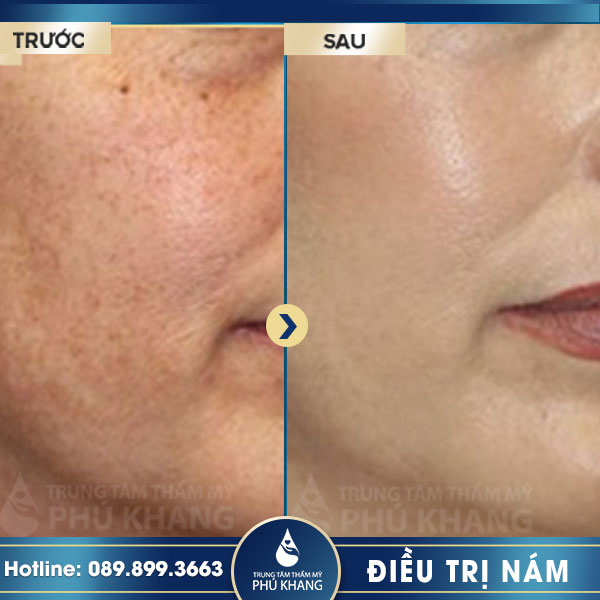 TRƯỚC
SAU
TRUNG TÂM THẨM MỸ
PHÚ KHANG
TRUNG TÂM THẨM MỸ
PHÚ KHANG
Hotline: 089.899.3663
TRUNG TÂM THẨM MỸ
PHÚ KHANG
ĐIỀU TRỊ NÁM